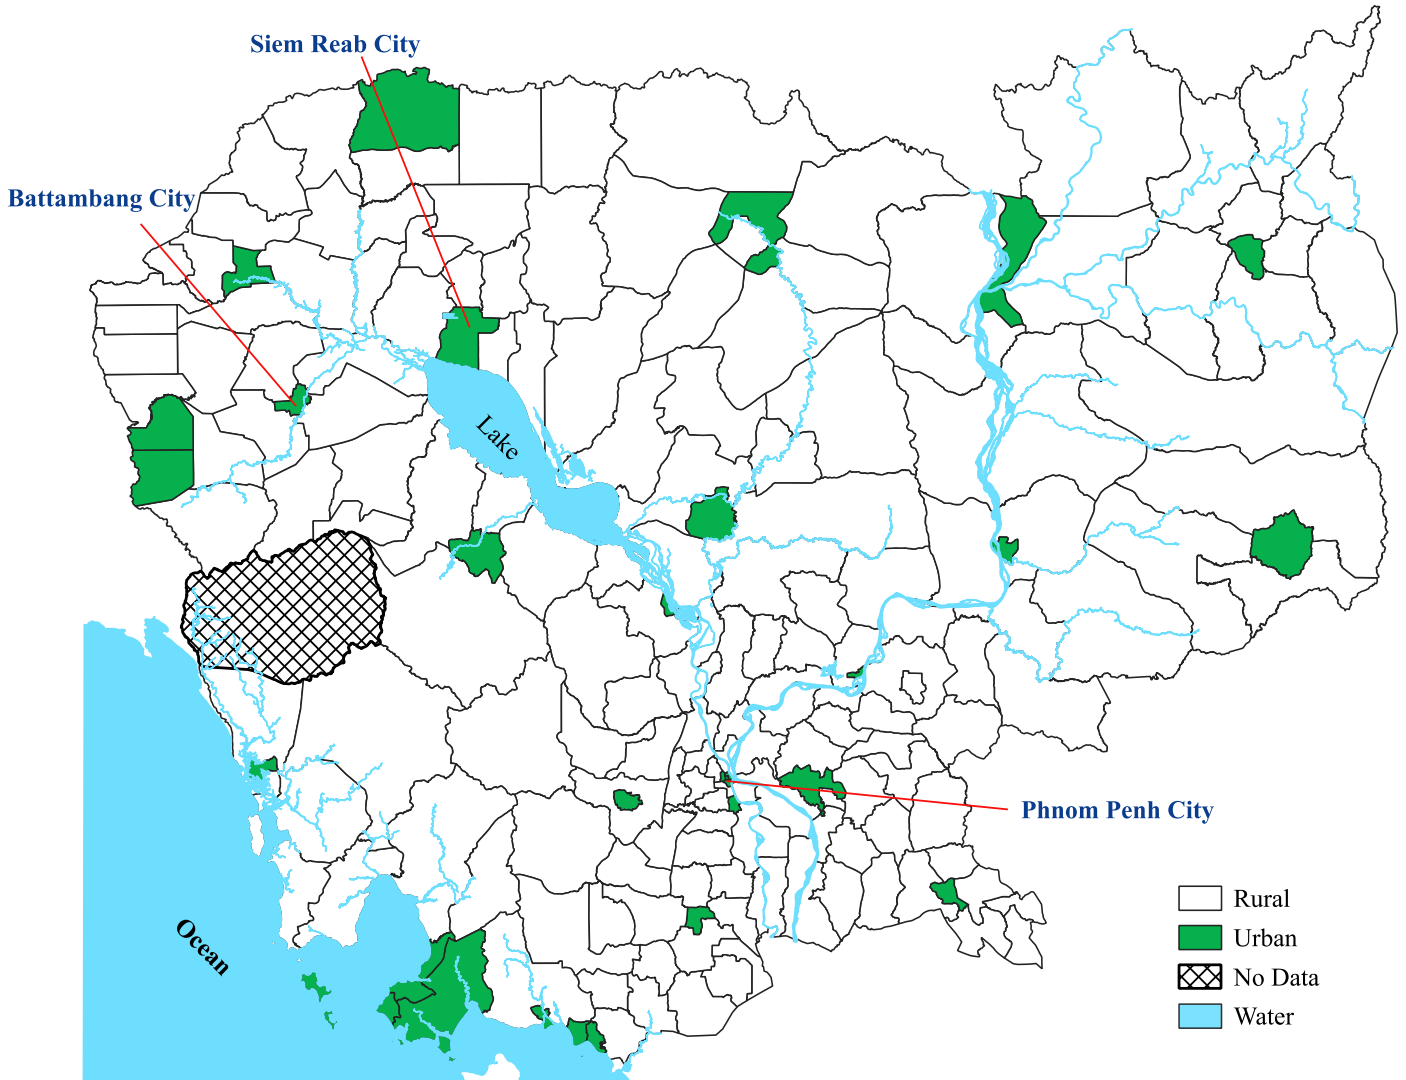 Siem Reab City
Battambang City
Lake
Phnom Penh City
Ocean
Rural
Urban
No Data
Water